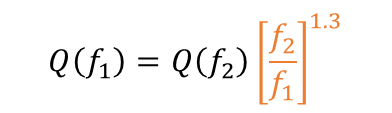 Q(f₁) = Q(f₂) [f₂/f₁]^1.3